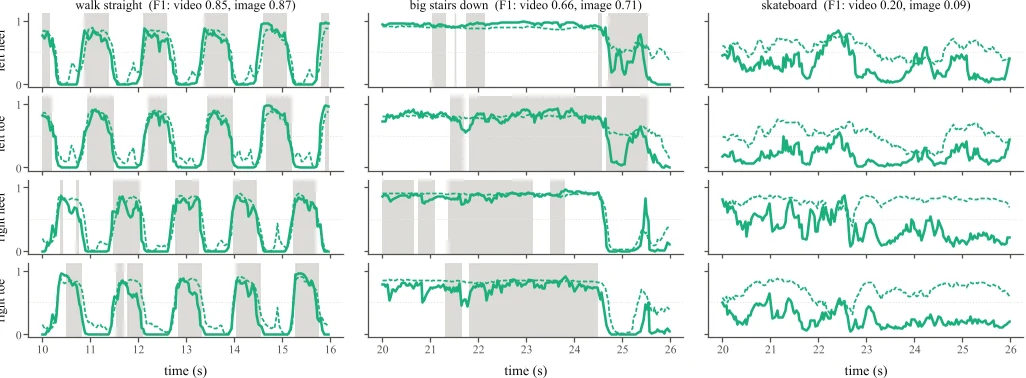 walk straight (F1: video 0.85, image 0.87)
big stairs down (F1: video 0.66, image 0.71)
skateboard (F1: video 0.20, image 0.09)
left heel
1
0
left toe
1
0
right heel
1
0
right toe
1
0
10 11 12 13 14 15 16
20 21 22 23 24 25 26
20 21 22 23 24 25 26
time (s)
time (s)
time (s)